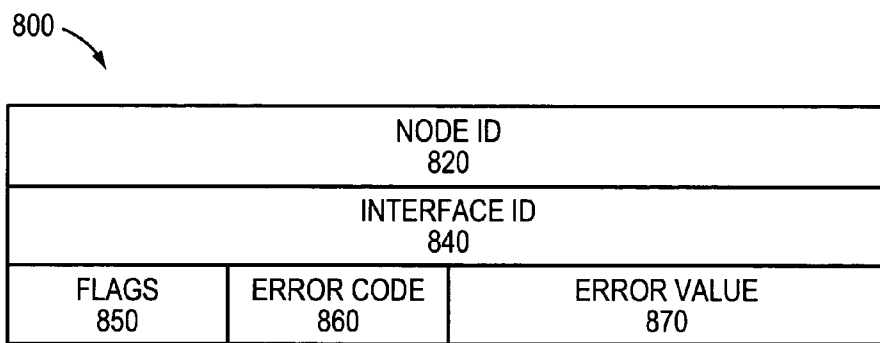 800
NODE ID
820
INTERFACE ID
840
FLAGS
850
ERROR CODE
860
ERROR VALUE
870